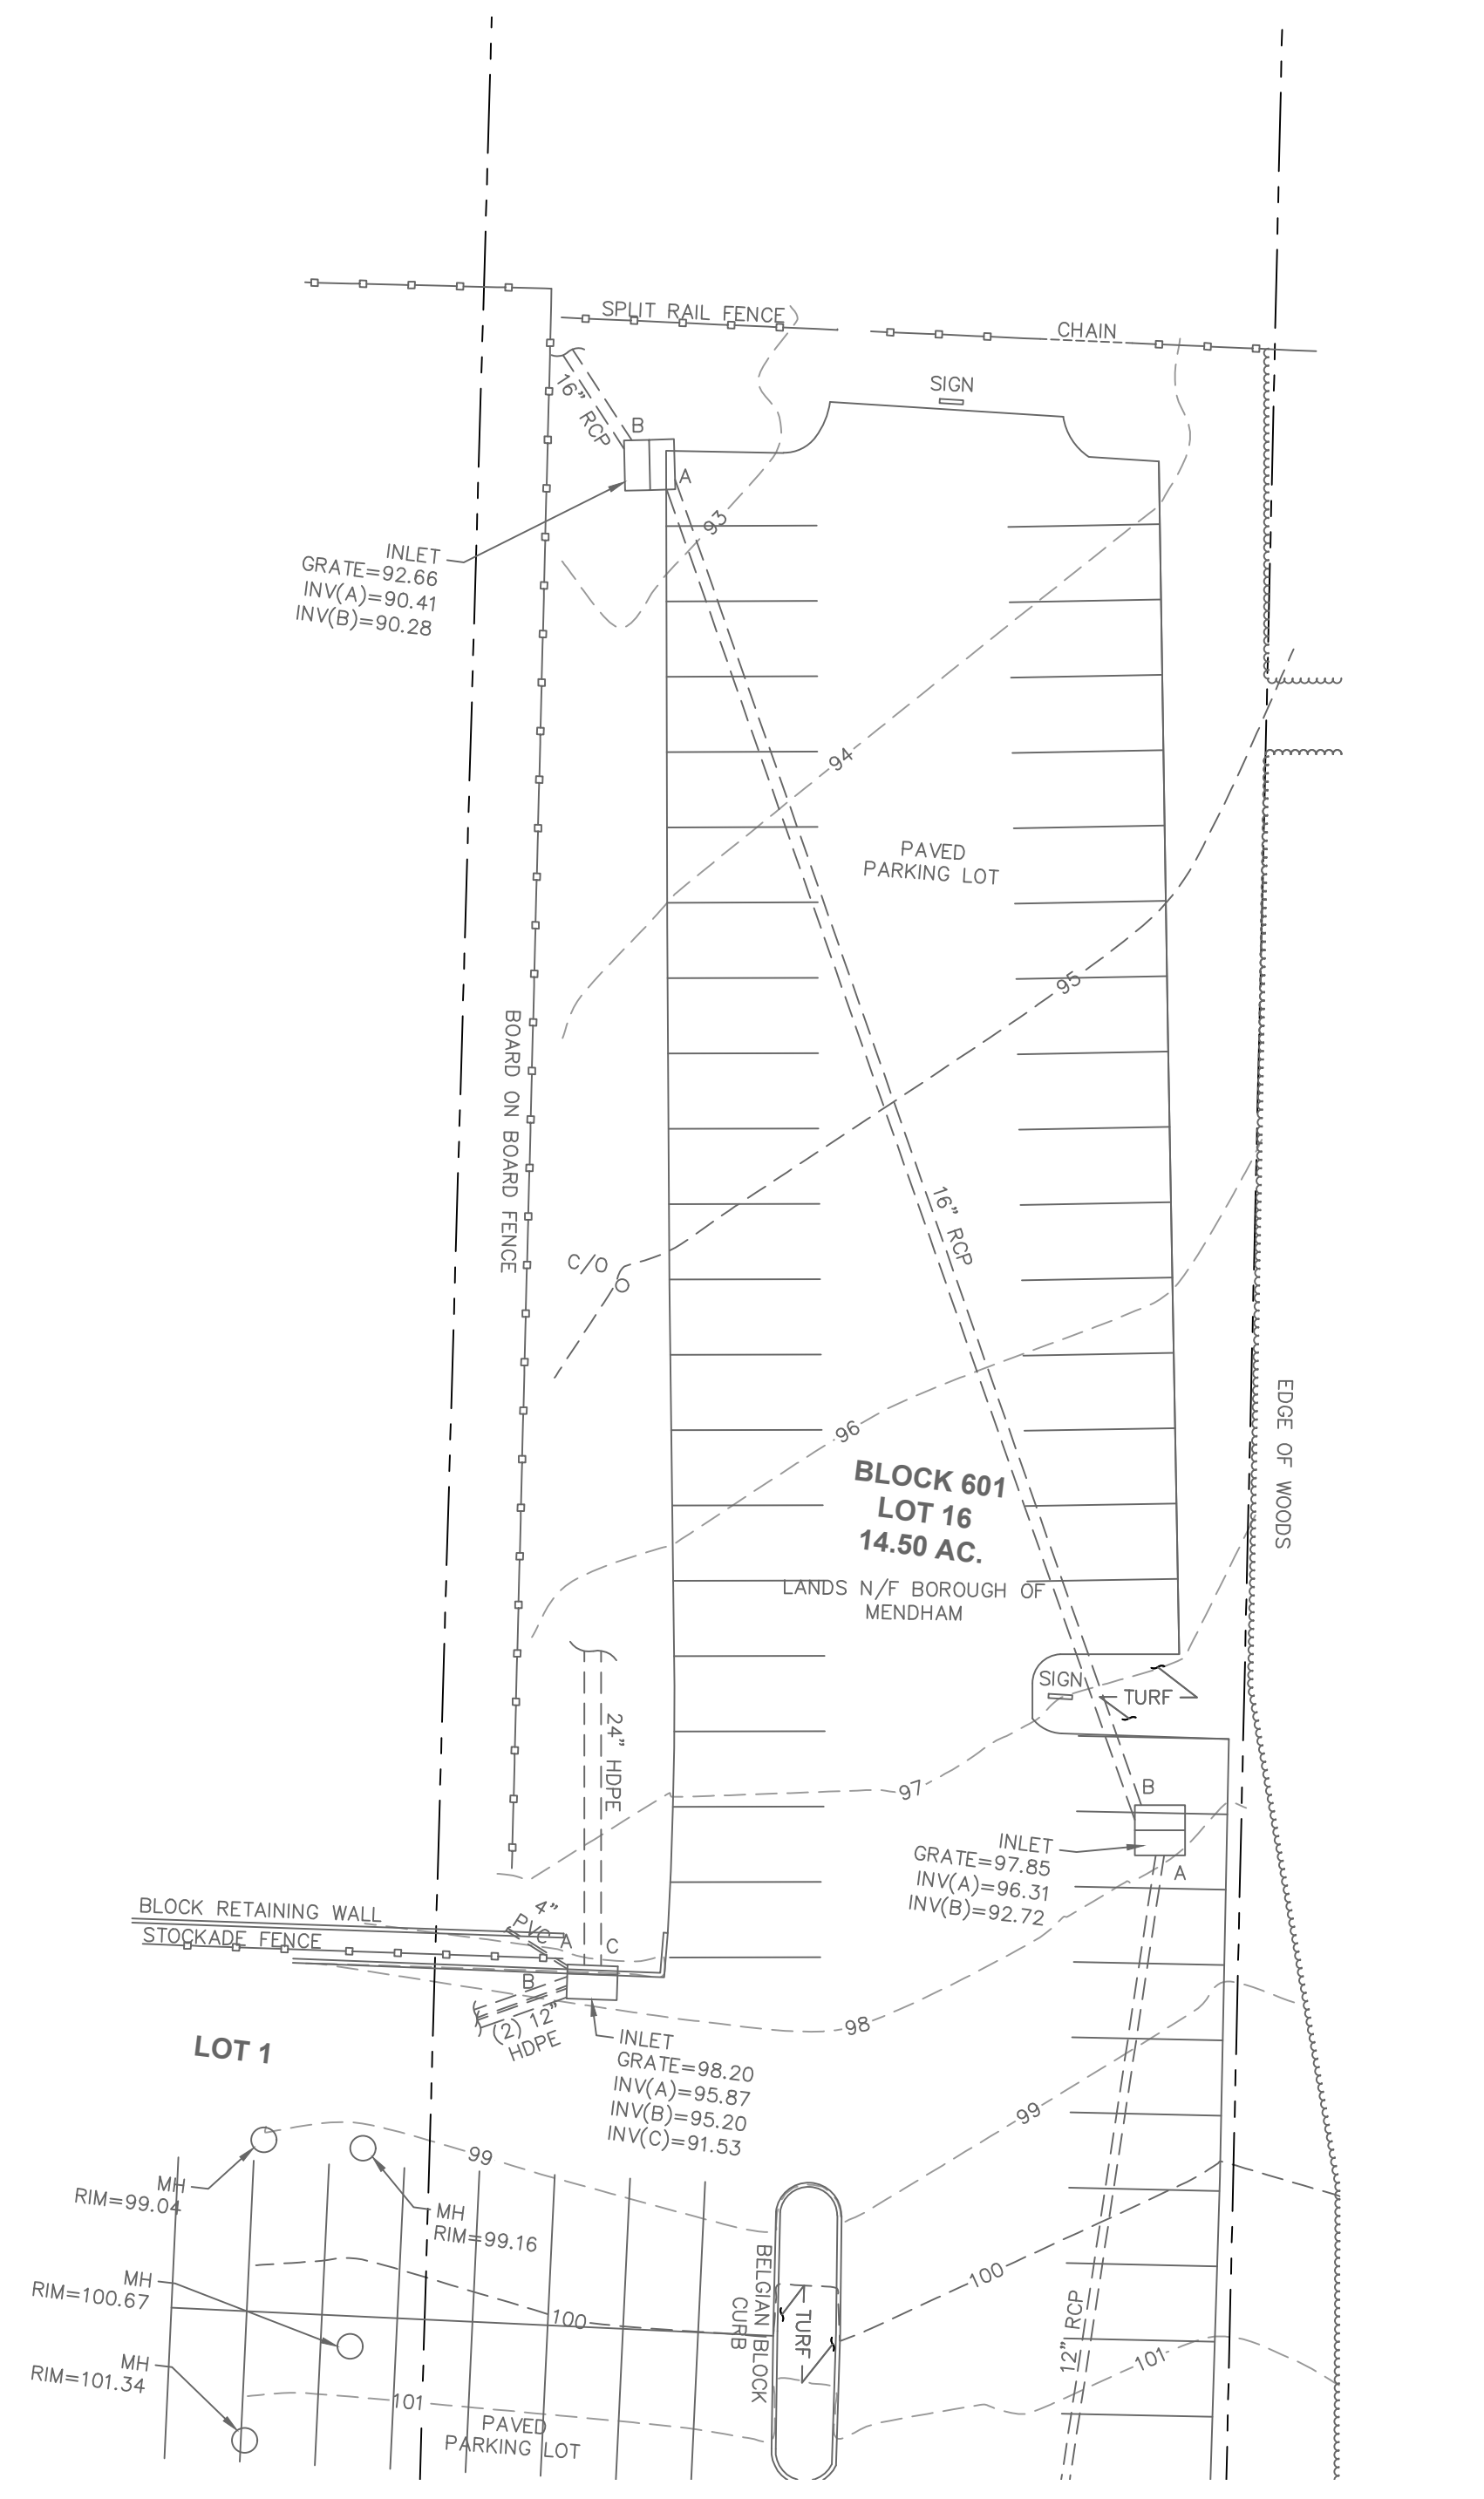 SPLIT RAIL FENCE
CHAIN
SIGN
16" RCP
B
A
93
INLET
GRATE=92.66
INV(A)=90.41
INV(B)=90.28
94
PAVED
PARKING LOT
95
BOARD ON BOARD FENCE
16" RCP
C/O
EDGE OF WOODS
96
BLOCK 601
LOT 16
14.50 AC.
LANDS N/F BOROUGH OF
MENDHAM
SIGN
TURF
24" HDPE
97
B
INLET
GRATE=97.85
INV(A)=96.31
INV(B)=92.72
A
BLOCK RETAINING WALL
STOCKADE FENCE
4"
PVC
A
C
B
(2) 12"
HDPE
98
LOT 1
INLET
GRATE=98.20
INV(A)=95.87
INV(B)=95.20
INV(C)=91.53
99
99
MH
RIM=99.04
MH
RIM=99.16
MH
RIM=100.67
100
100
BELGIAN BLOCK
CURB
TURF
12" RCP
101
MH
RIM=101.34
101
PAVED
PARKING LOT